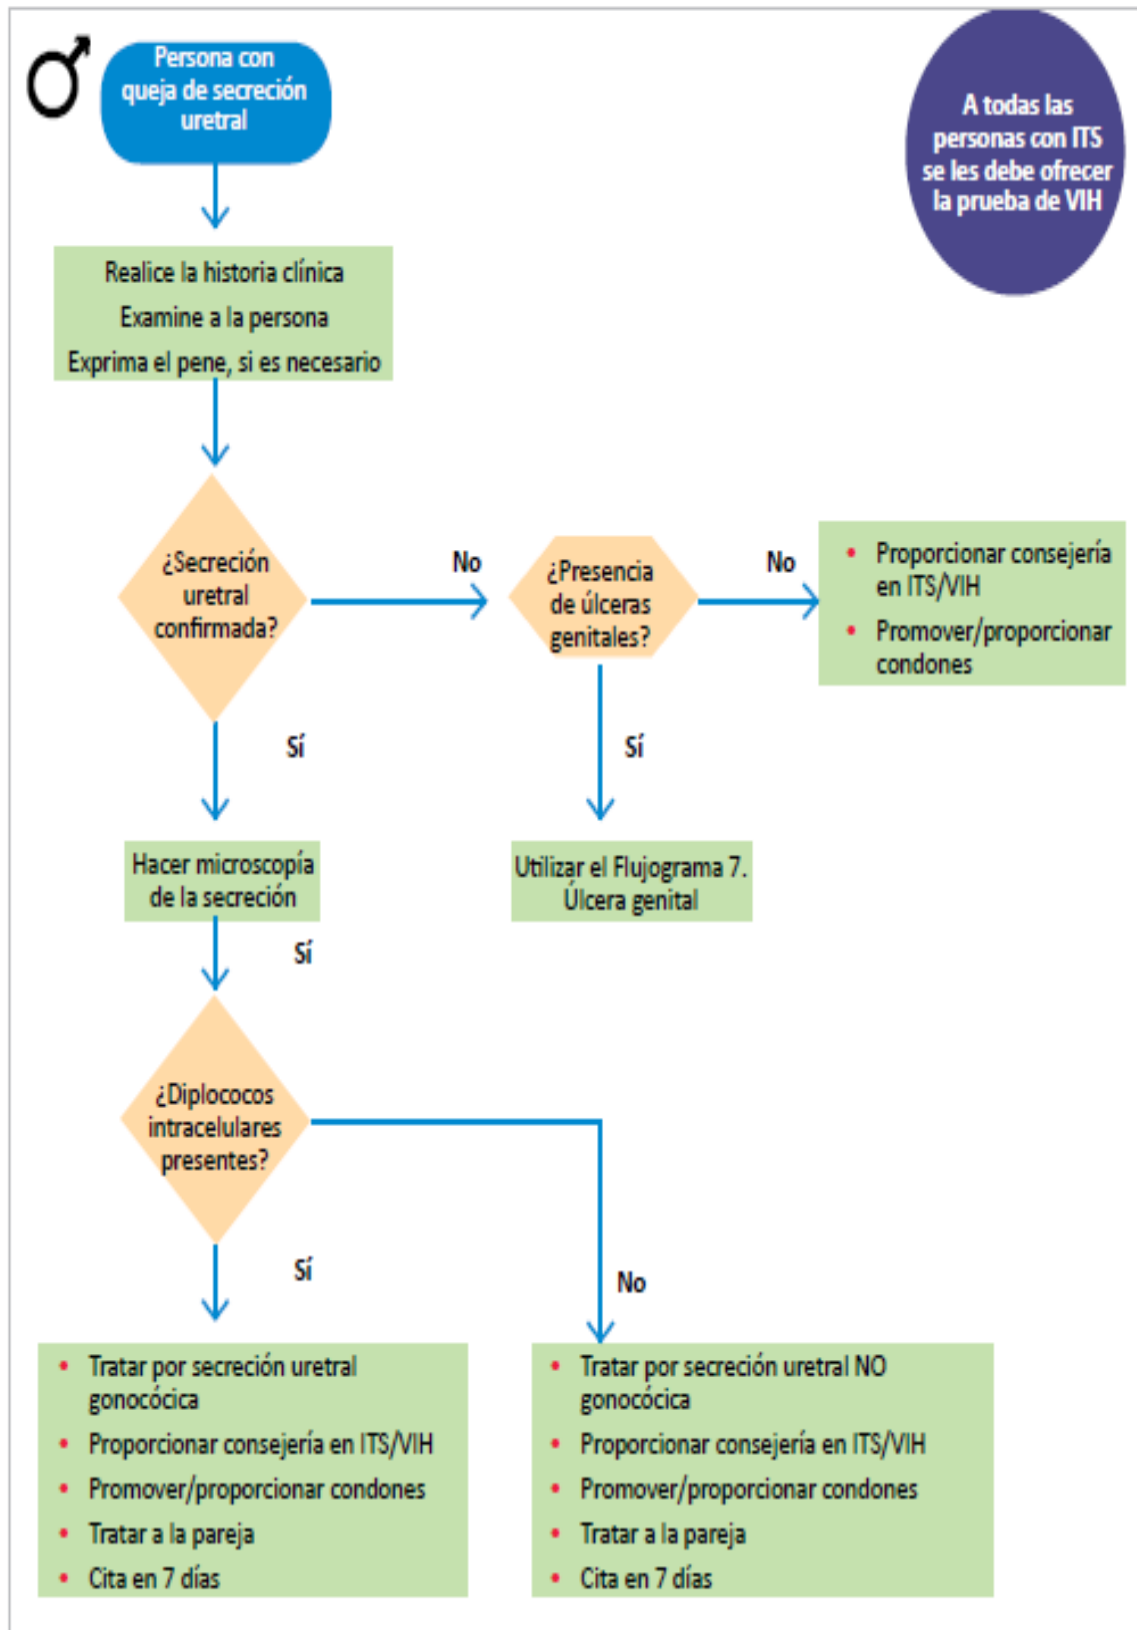 Persona con
queja de secreción
uretral
A todas las
personas con ITS
se les debe ofrecer
la prueba de VIH
Realice la historia clínica
Examine a la persona
Exprima el pene, si es necesario
¿Secreción
uretral
confirmada?
No
¿Presencia
de úlceras
genitales?
No
• Proporcionar consejería
en ITS/VIH
• Promover/proporcionar
condones
Sí
Sí
Hacer microscopía
de la secreción
Utilizar el Flujograma 7.
Úlcera genital
Sí
¿Diplococos
intracelulares
presentes?
Sí
No
• Tratar por secreción uretral
gonocócica
• Proporcionar consejería en ITS/VIH
• Promover/proporcionar condones
• Tratar a la pareja
• Cita en 7 días
• Tratar por secreción uretral NO
gonocócica
• Proporcionar consejería en ITS/VIH
• Promover/proporcionar condones
• Tratar a la pareja
• Cita en 7 días